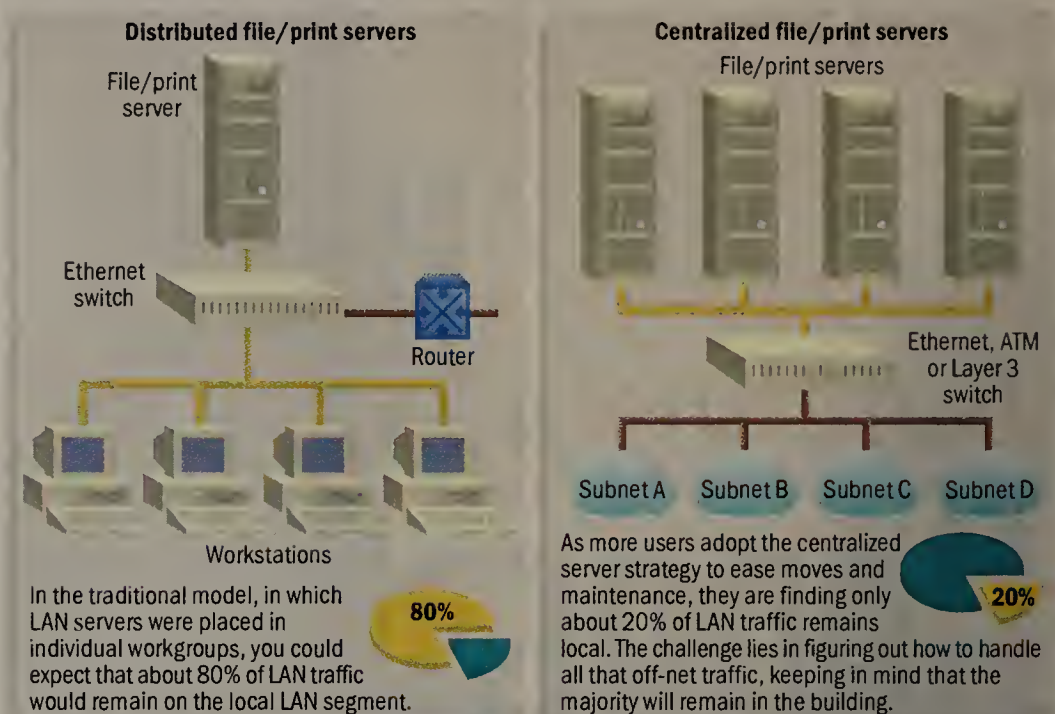 Distributed file/print servers
File/print
server
Ethernet
switch
Router
Workstations
In the traditional model, in which
LAN servers were placed in
individual workgroups, you could
expect that about 80% of LAN traffic
would remain on the local LAN segment.
80%
Centralized file/print servers
File/print servers
Ethernet, ATM
or Layer 3
switch
Subnet A Subnet B Subnet C Subnet D
As more users adopt the centralized
server strategy to ease moves and
maintenance, they are finding only
about 20% of LAN traffic remains
local. The challenge lies in figuring out how to handle
all that off-net traffic, keeping in mind that the
majority will remain in the building.
20%